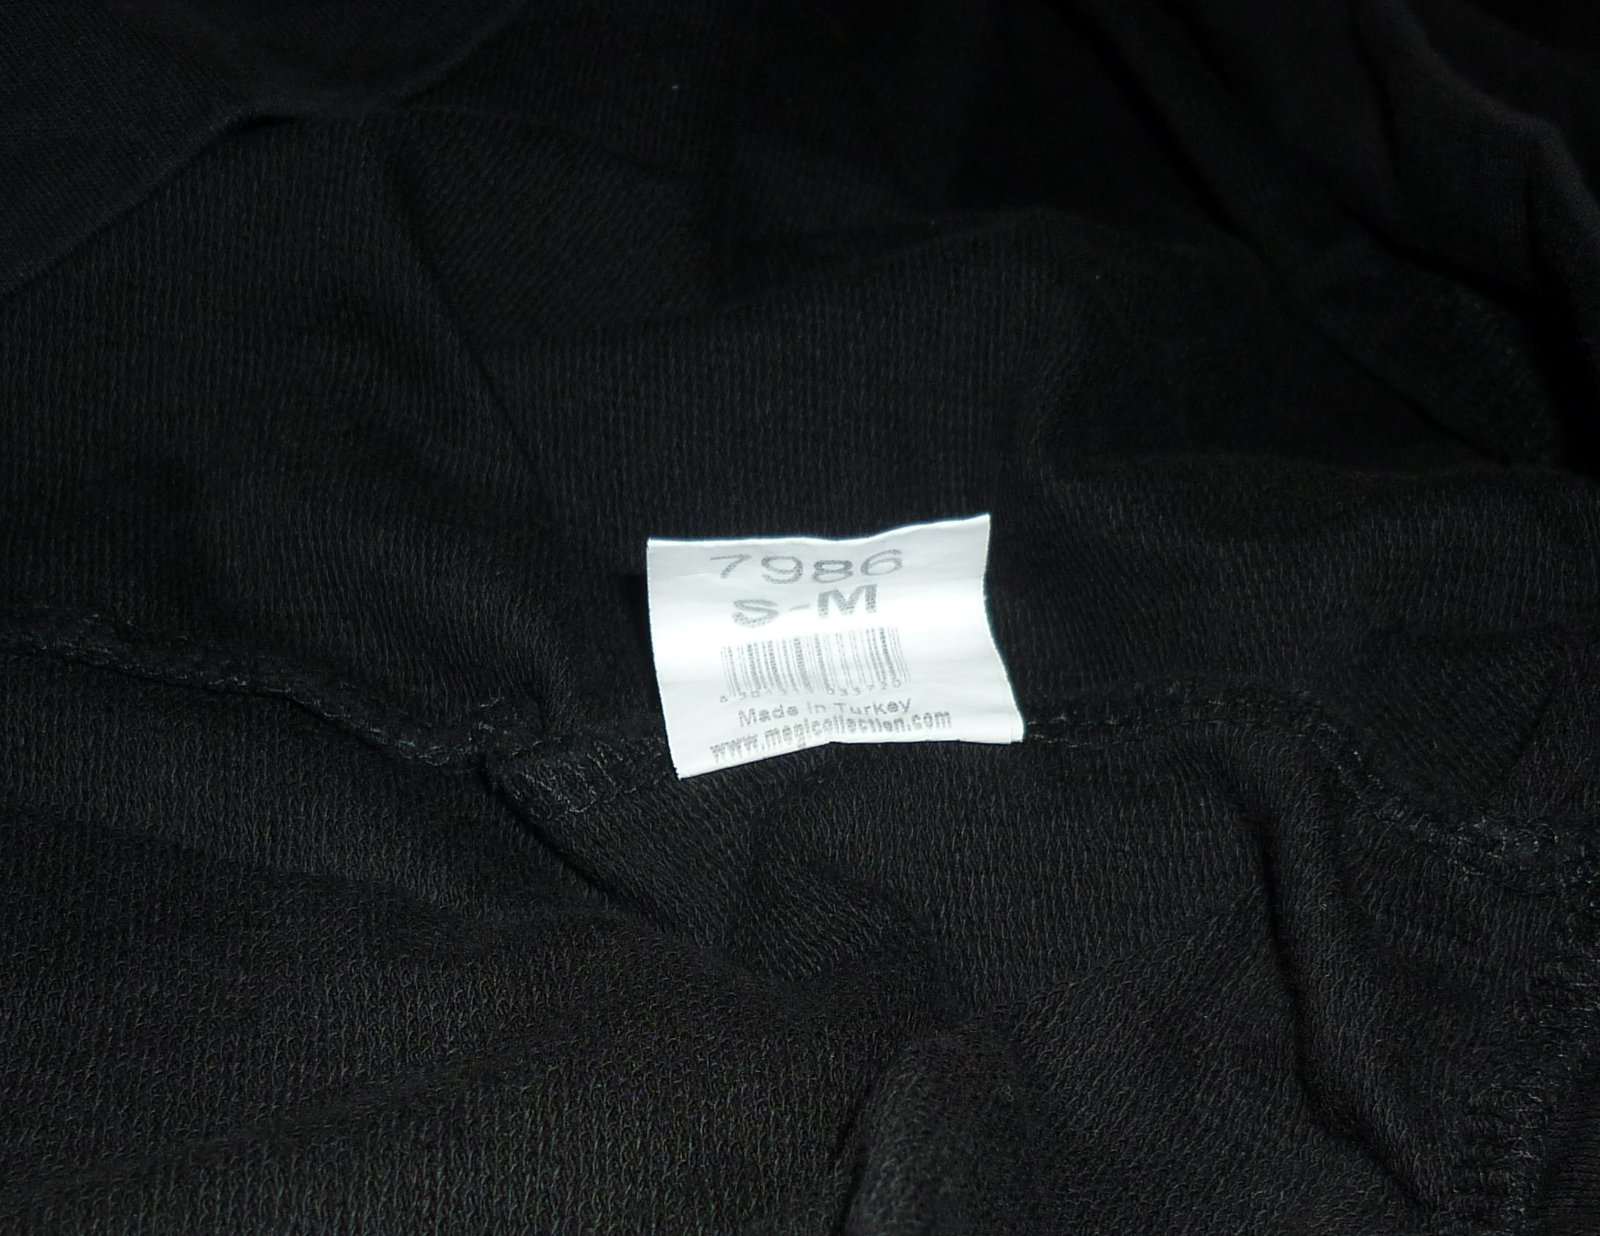 7986
S-M
Made In Turkey
www.magicollection.com